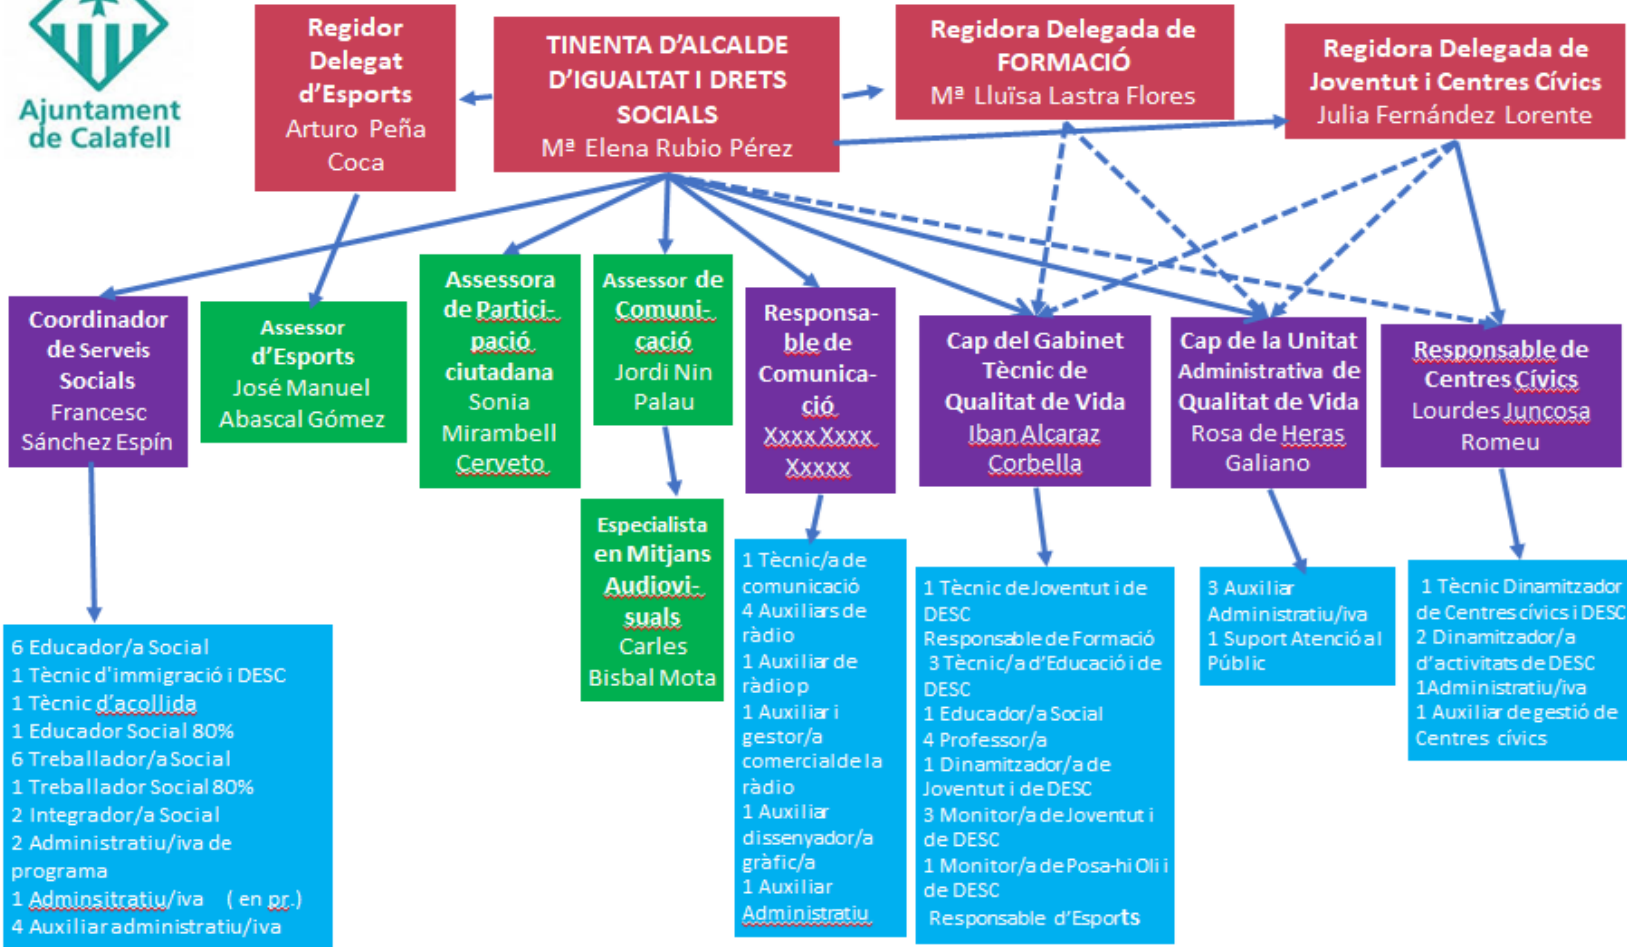 Ajuntament
de Calafell
Regidor
Delegat
d'Esports
Arturo Peña
Coca
TINENTA D'ALCALDE
D'IGUALTAT I DRETS
SOCIALS
Mª Elena Rubio Pérez
Regidora Delegada de
FORMACIÓ
Mª Lluïsa Lastra Flores
Regidora Delegada de
Joventut i Centres Cívics
Julia Fernández Lorente
Coordinador
de Serveis
Socials
Francesc
Sánchez Espín
Assessor
d'Esports
José Manuel
Abascal Gómez
Assessora
de Partici-
pació
ciutadana
Sonia
Mirambell
Cerveto
Assessor de
Comuni-
cació
Jordi Nin
Palau
Responsa-
ble de
Comunica-
ció
Xxxx Xxxx
Xxxxx
Cap del Gabinet
Tècnic de
Qualitat de Vida
Iban Alcaraz
Corbella
Cap de la Unitat
Administrativa de
Qualitat de Vida
Rosa de Heras
Galiano
Responsable de
Centres Cívics
Lourdes Juncosa
Romeu
Especialista
en Mitjans
Audiovi-
suals
Carles
Bisbal Mota
6 Educador/a Social
1 Tècnic d'immigració i DESC
1 Tècnic d'acollida
1 Educador Social 80%
6 Treballador/a Social
1 Treballador Social 80%
2 Integrador/a Social
2 Administratiu/iva de
programa
1 Adminsitratiu/iva ( en pr.)
4 Auxiliar administratiu/iva
1 Tècnic/a de
comunicació
4 Auxiliars de
ràdio
1 Auxiliar de
ràdio p
1 Auxiliar i
gestor/a
comercial de la
ràdio
1 Auxiliar
dissenyador/a
gràfic/a
1 Auxiliar
Administratiu
1 Tècnic de Joventut i de
DESC
Responsable de Formació
3 Tècnic/a d'Educació i de
DESC
1 Educador/a Social
4 Professor/a
1 Dinamitzador/a de
Joventut i de DESC
3 Monitor/a de Joventut i
de DESC
1 Monitor/a de Posa-hi Oli i
de DESC
Responsable d'Esports
3 Auxiliar
Administratiu/iva
1 Suport Atenció al
Públic
1 Tècnic Dinamitzador
de Centres cívics i DESC
2 Dinamitzador/a
d'activitats de DESC
1Administratiu/iva
1 Auxiliar de gestió de
Centres cívics